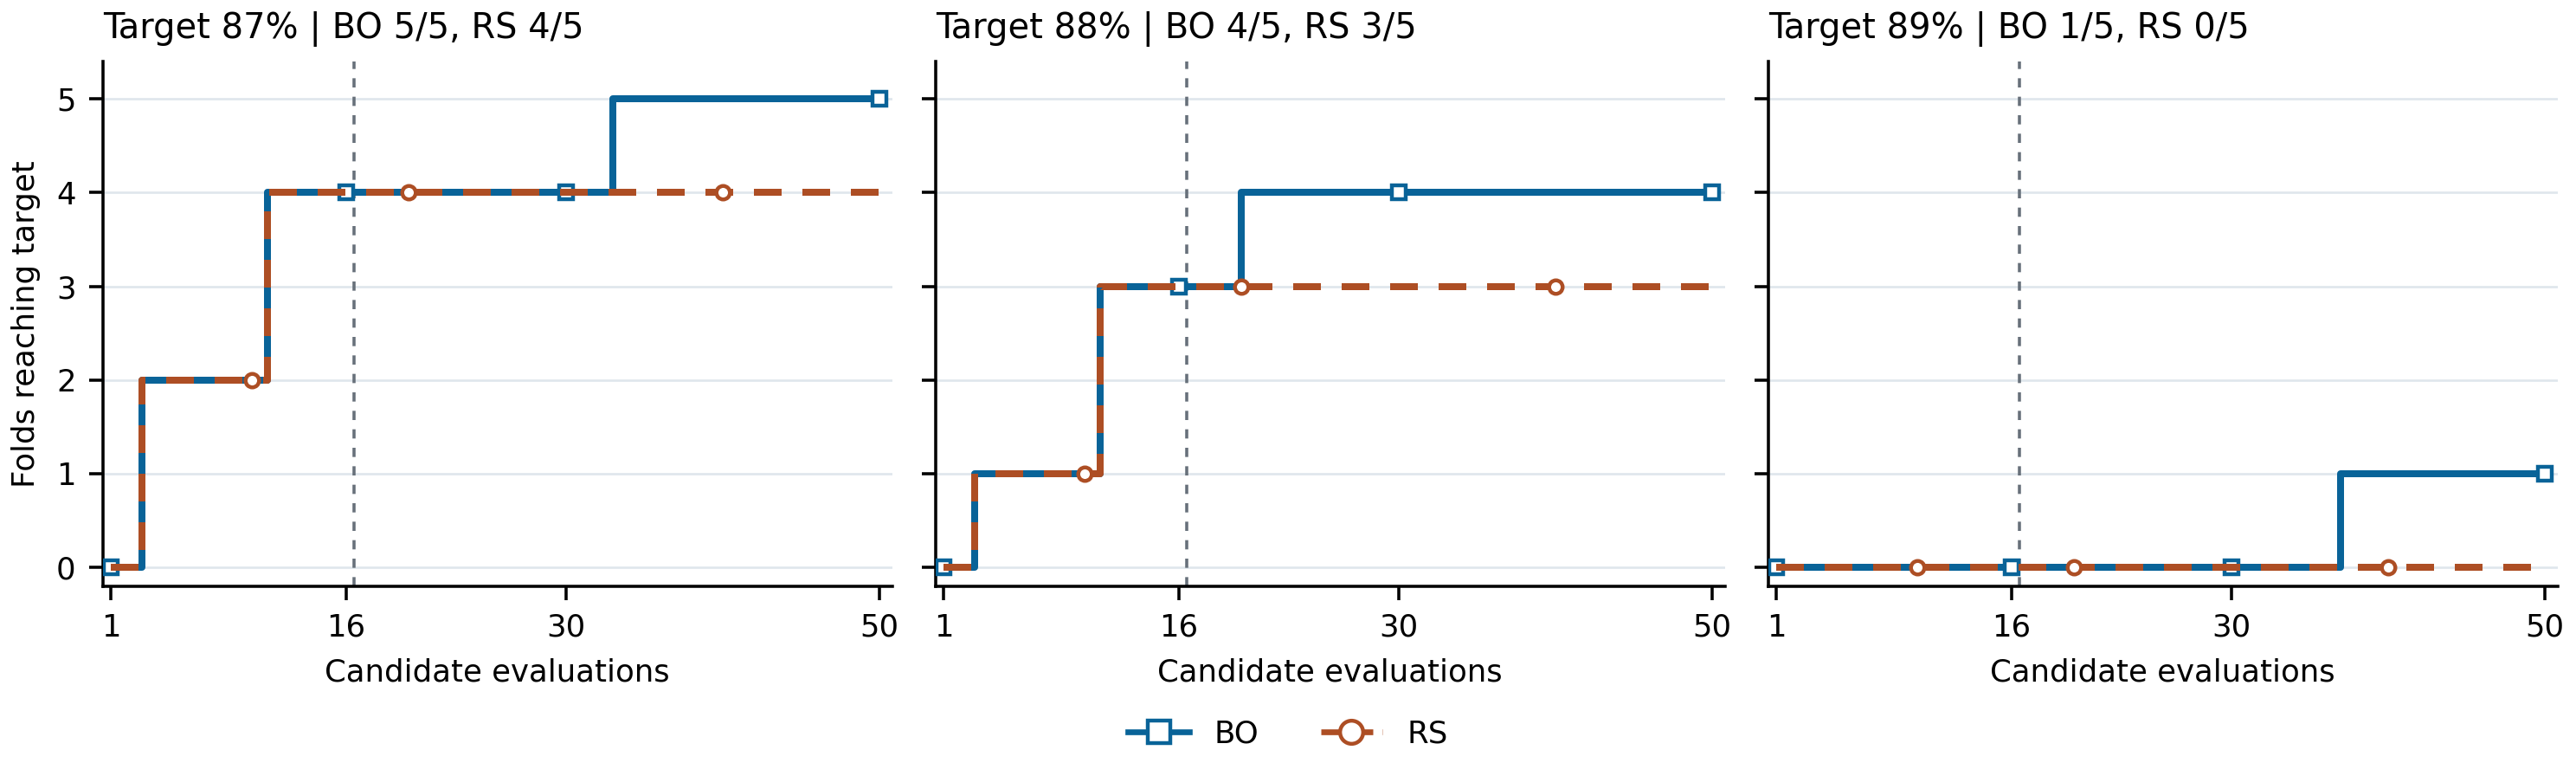 Target 87% | BO 5/5, RS 4/5
Target 88% | BO 4/5, RS 3/5
Target 89% | BO 1/5, RS 0/5
Folds reaching target
5
4
3
2
1
0
1 16 30 50
1 16 30 50
1 16 30 50
Candidate evaluations
Candidate evaluations
Candidate evaluations
BO RS